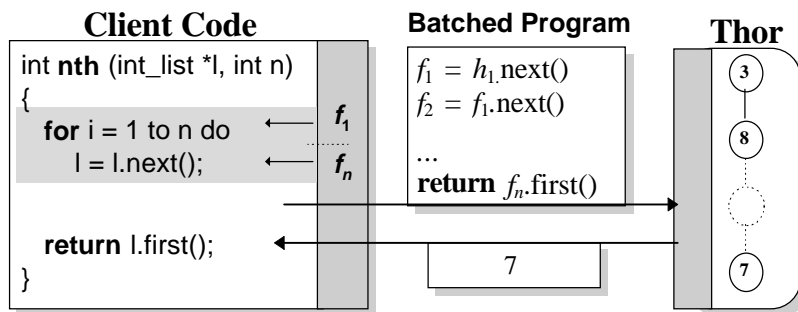 Client Code
int nth (int_list *l, int n)
{
for i = 1 to n do
l = l.next();
return l.first();
}
f1
fn
Batched Program
f1 = h1.next()
f2 = f1.next()
...
return fn.first()
7
Thor
3
8
7